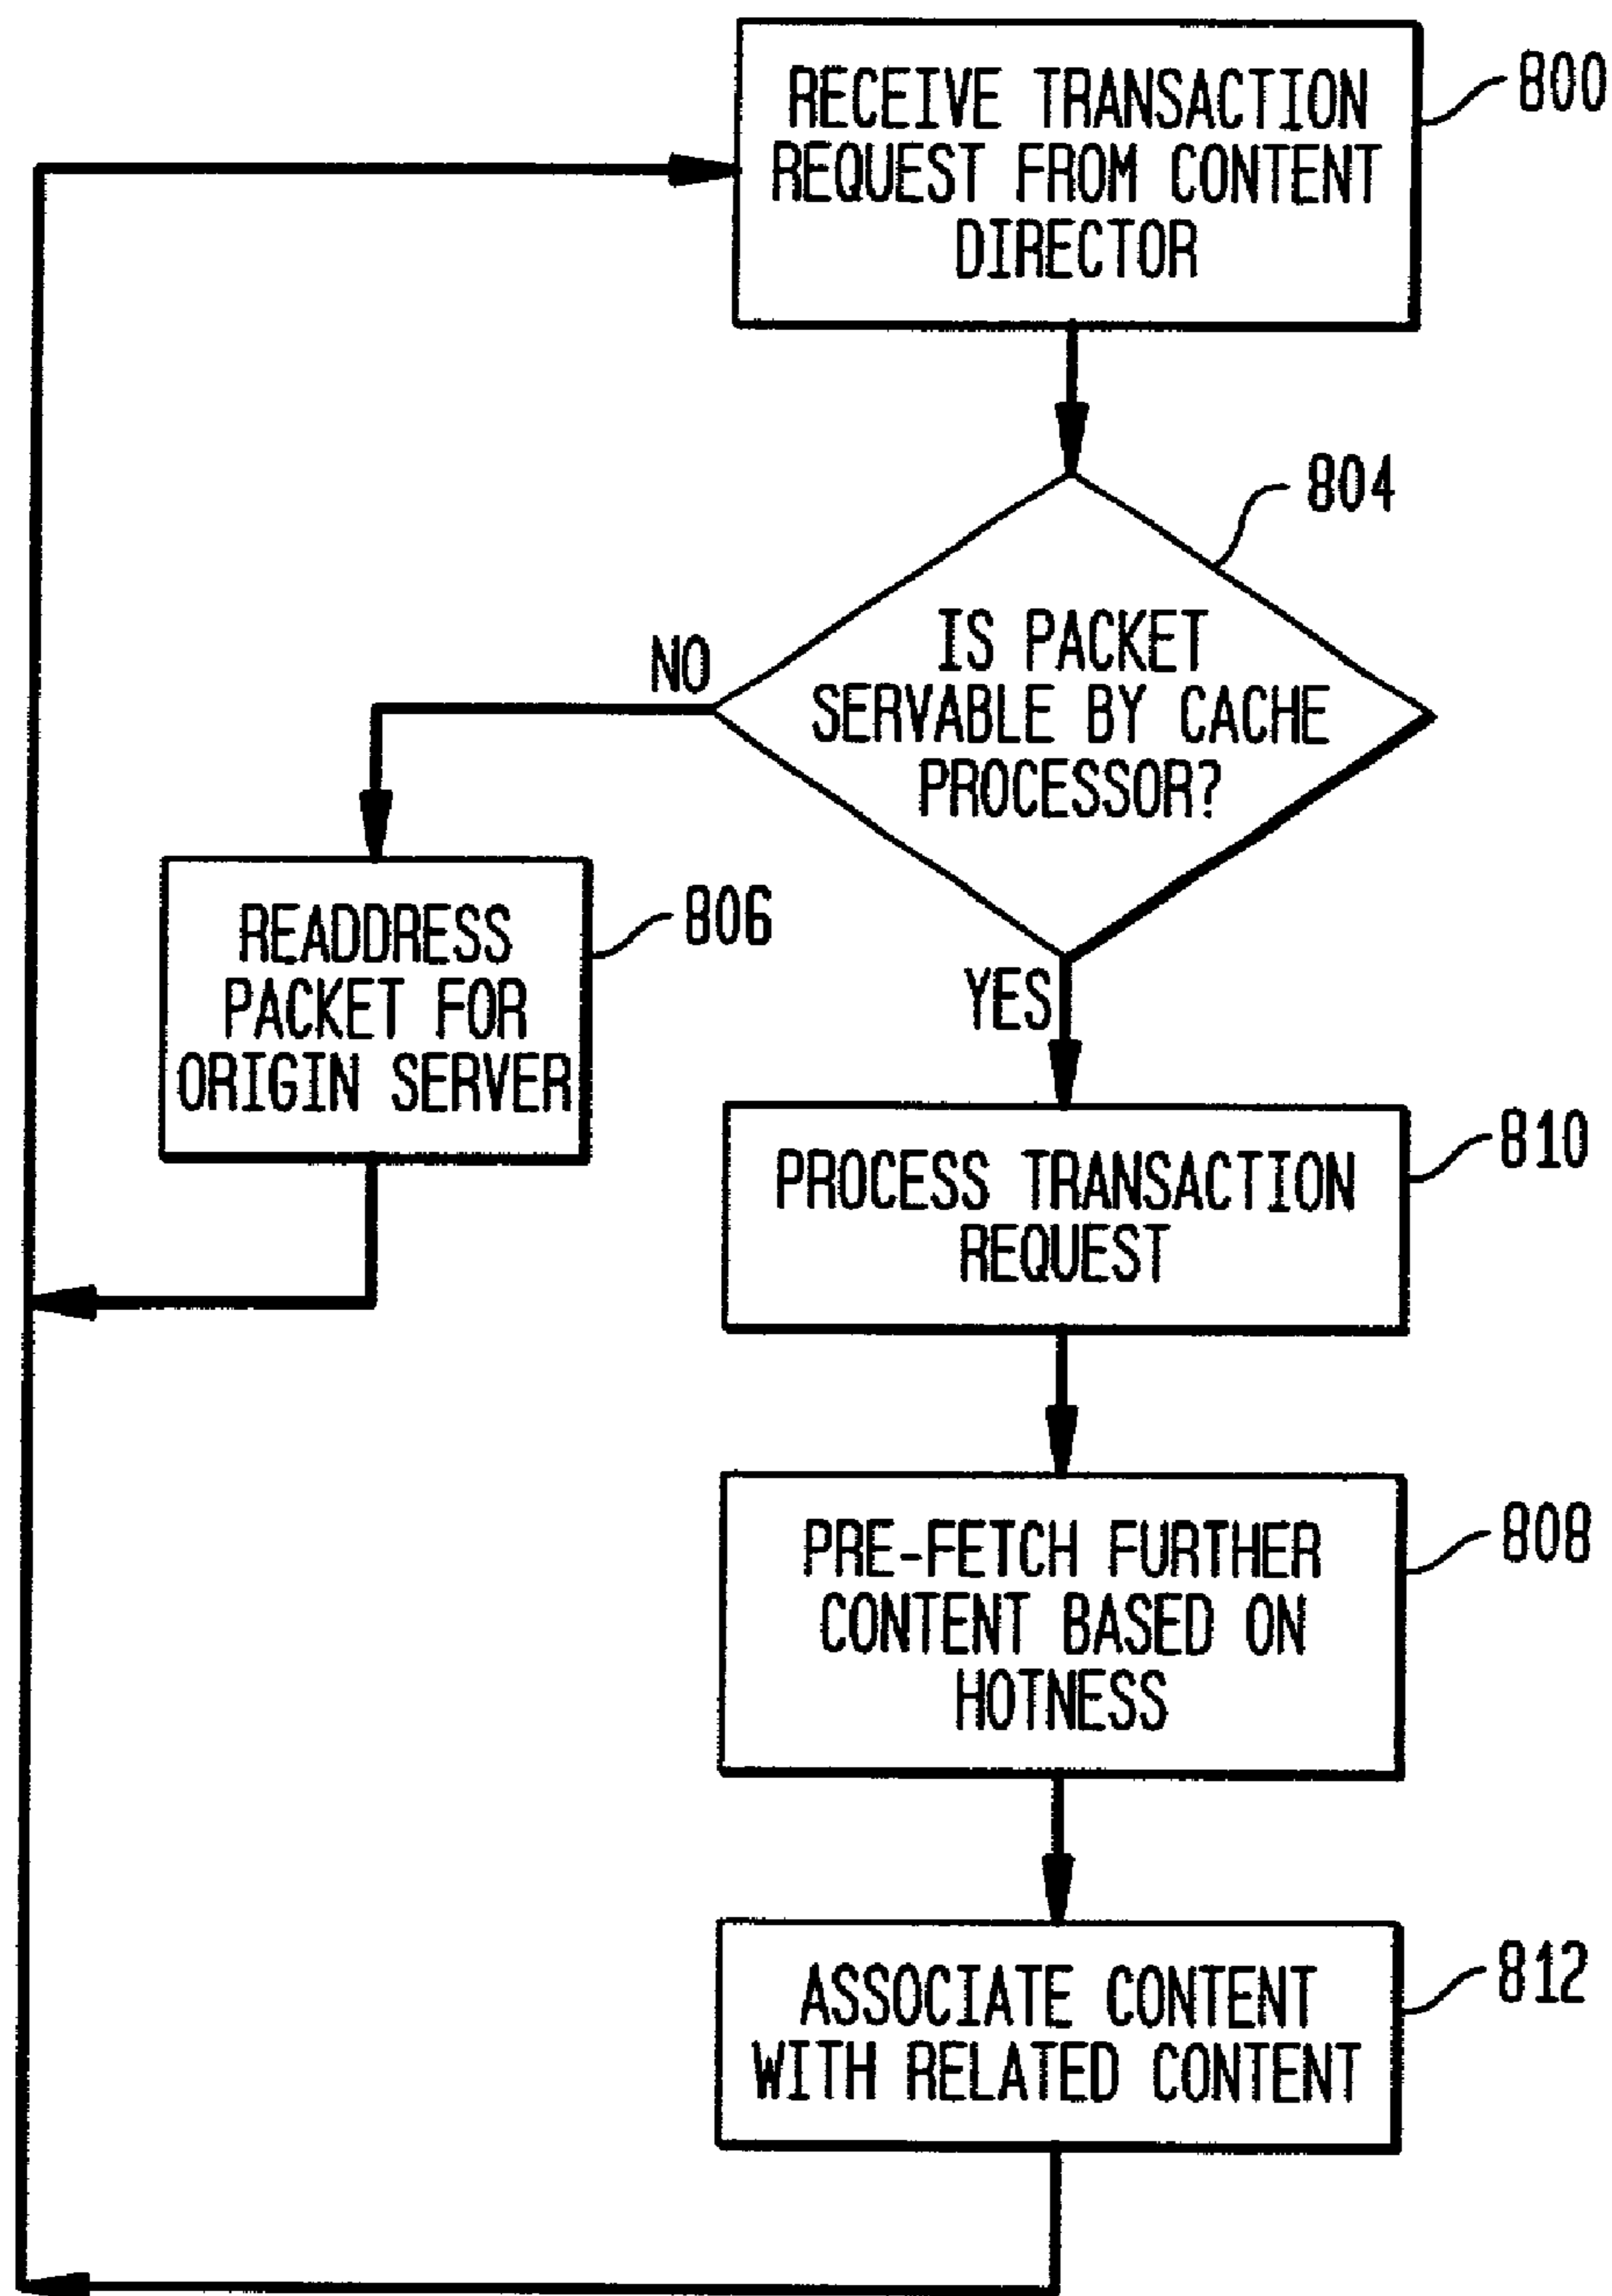 RECEIVE TRANSACTION
REQUEST FROM CONTENT
DIRECTOR
800
804
IS PACKET
SERVABLE BY CACHE
PROCESSOR?
NO
READDRESS
PACKET FOR
ORIGIN SERVER
806
YES
PROCESS TRANSACTION
REQUEST
810
PRE-FETCH FURTHER
CONTENT BASED ON
HOTNESS
808
ASSOCIATE CONTENT
WITH RELATED CONTENT
812